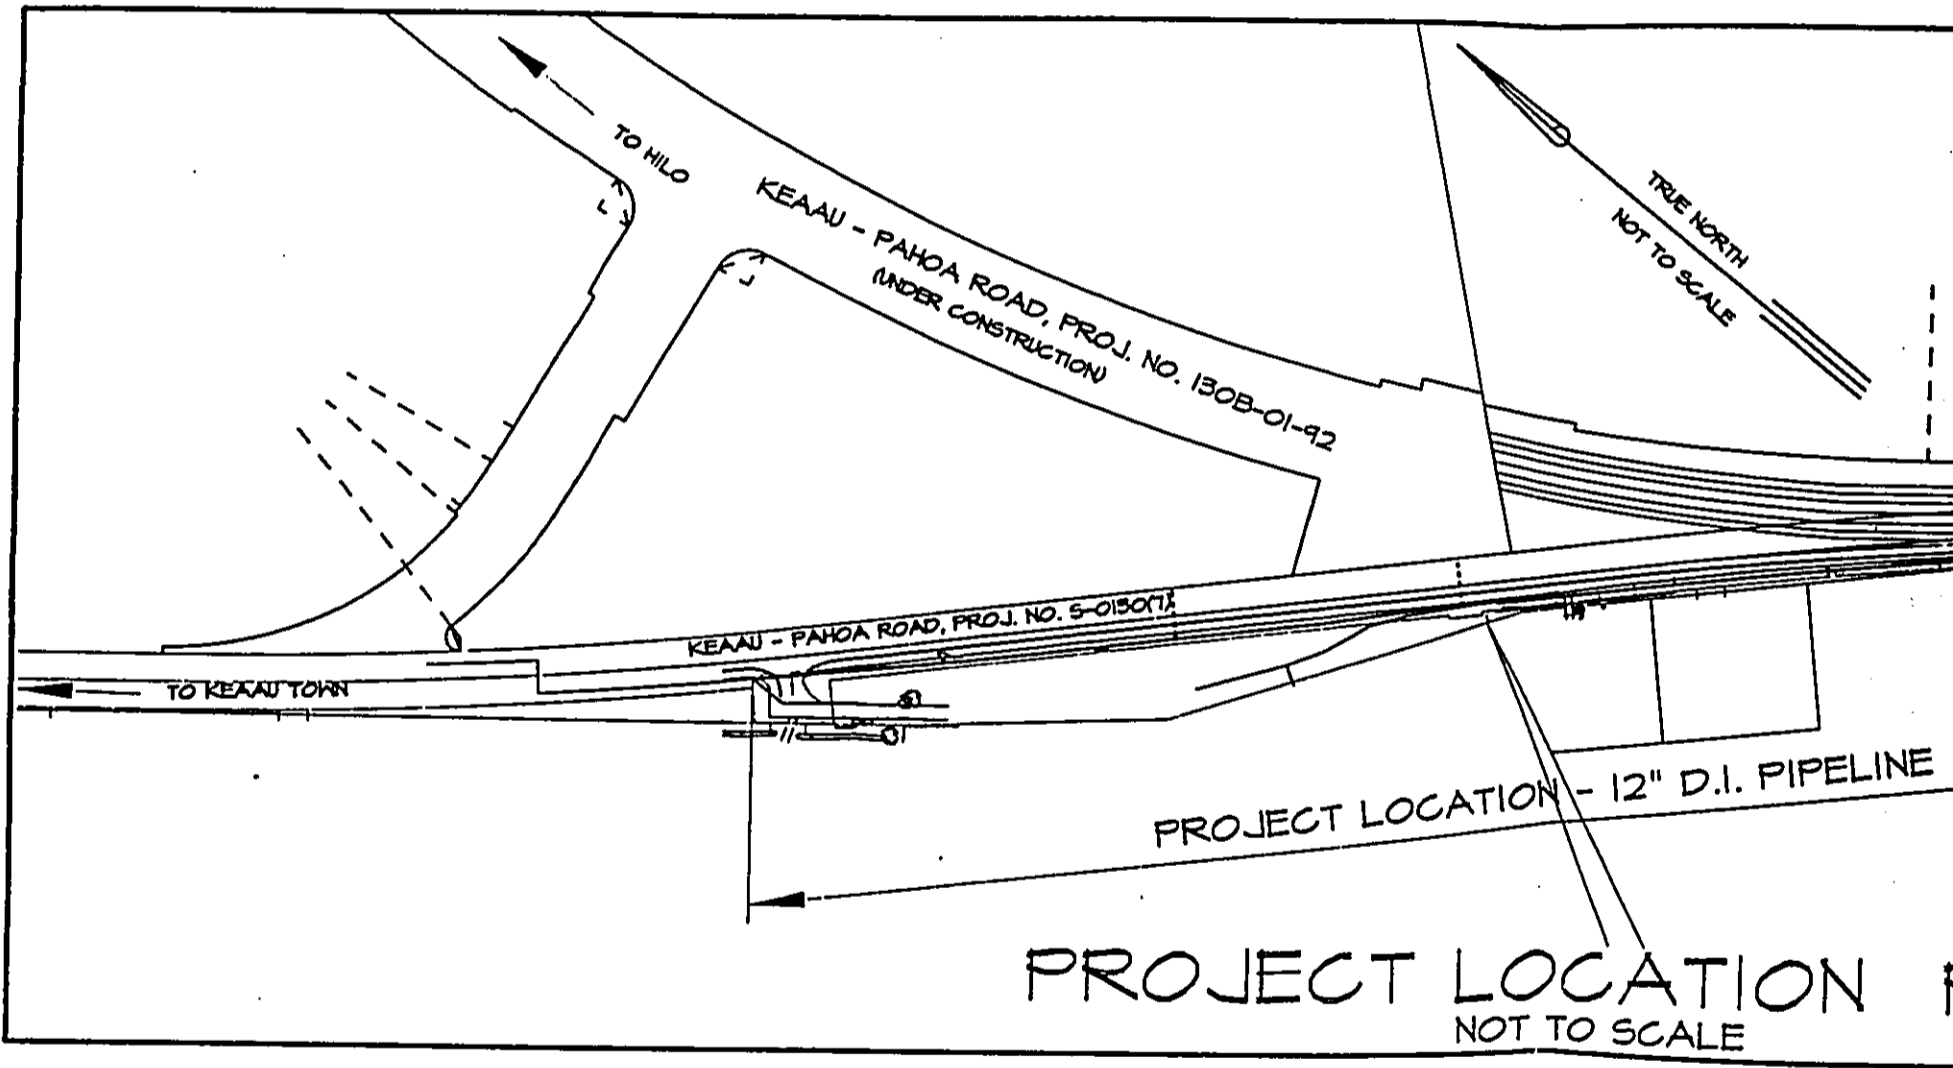 TO HILO
KEAAU - PAHOA ROAD, PROJ. NO. 130B-01-92
(UNDER CONSTRUCTION)
TRUE NORTH
NOT TO SCALE
KEAAU - PAHOA ROAD, PROJ. NO. S-0130(7)
TO KEAAU TOWN
PROJECT LOCATION - 12" D.I. PIPELINE
PROJECT LOCATION
NOT TO SCALE